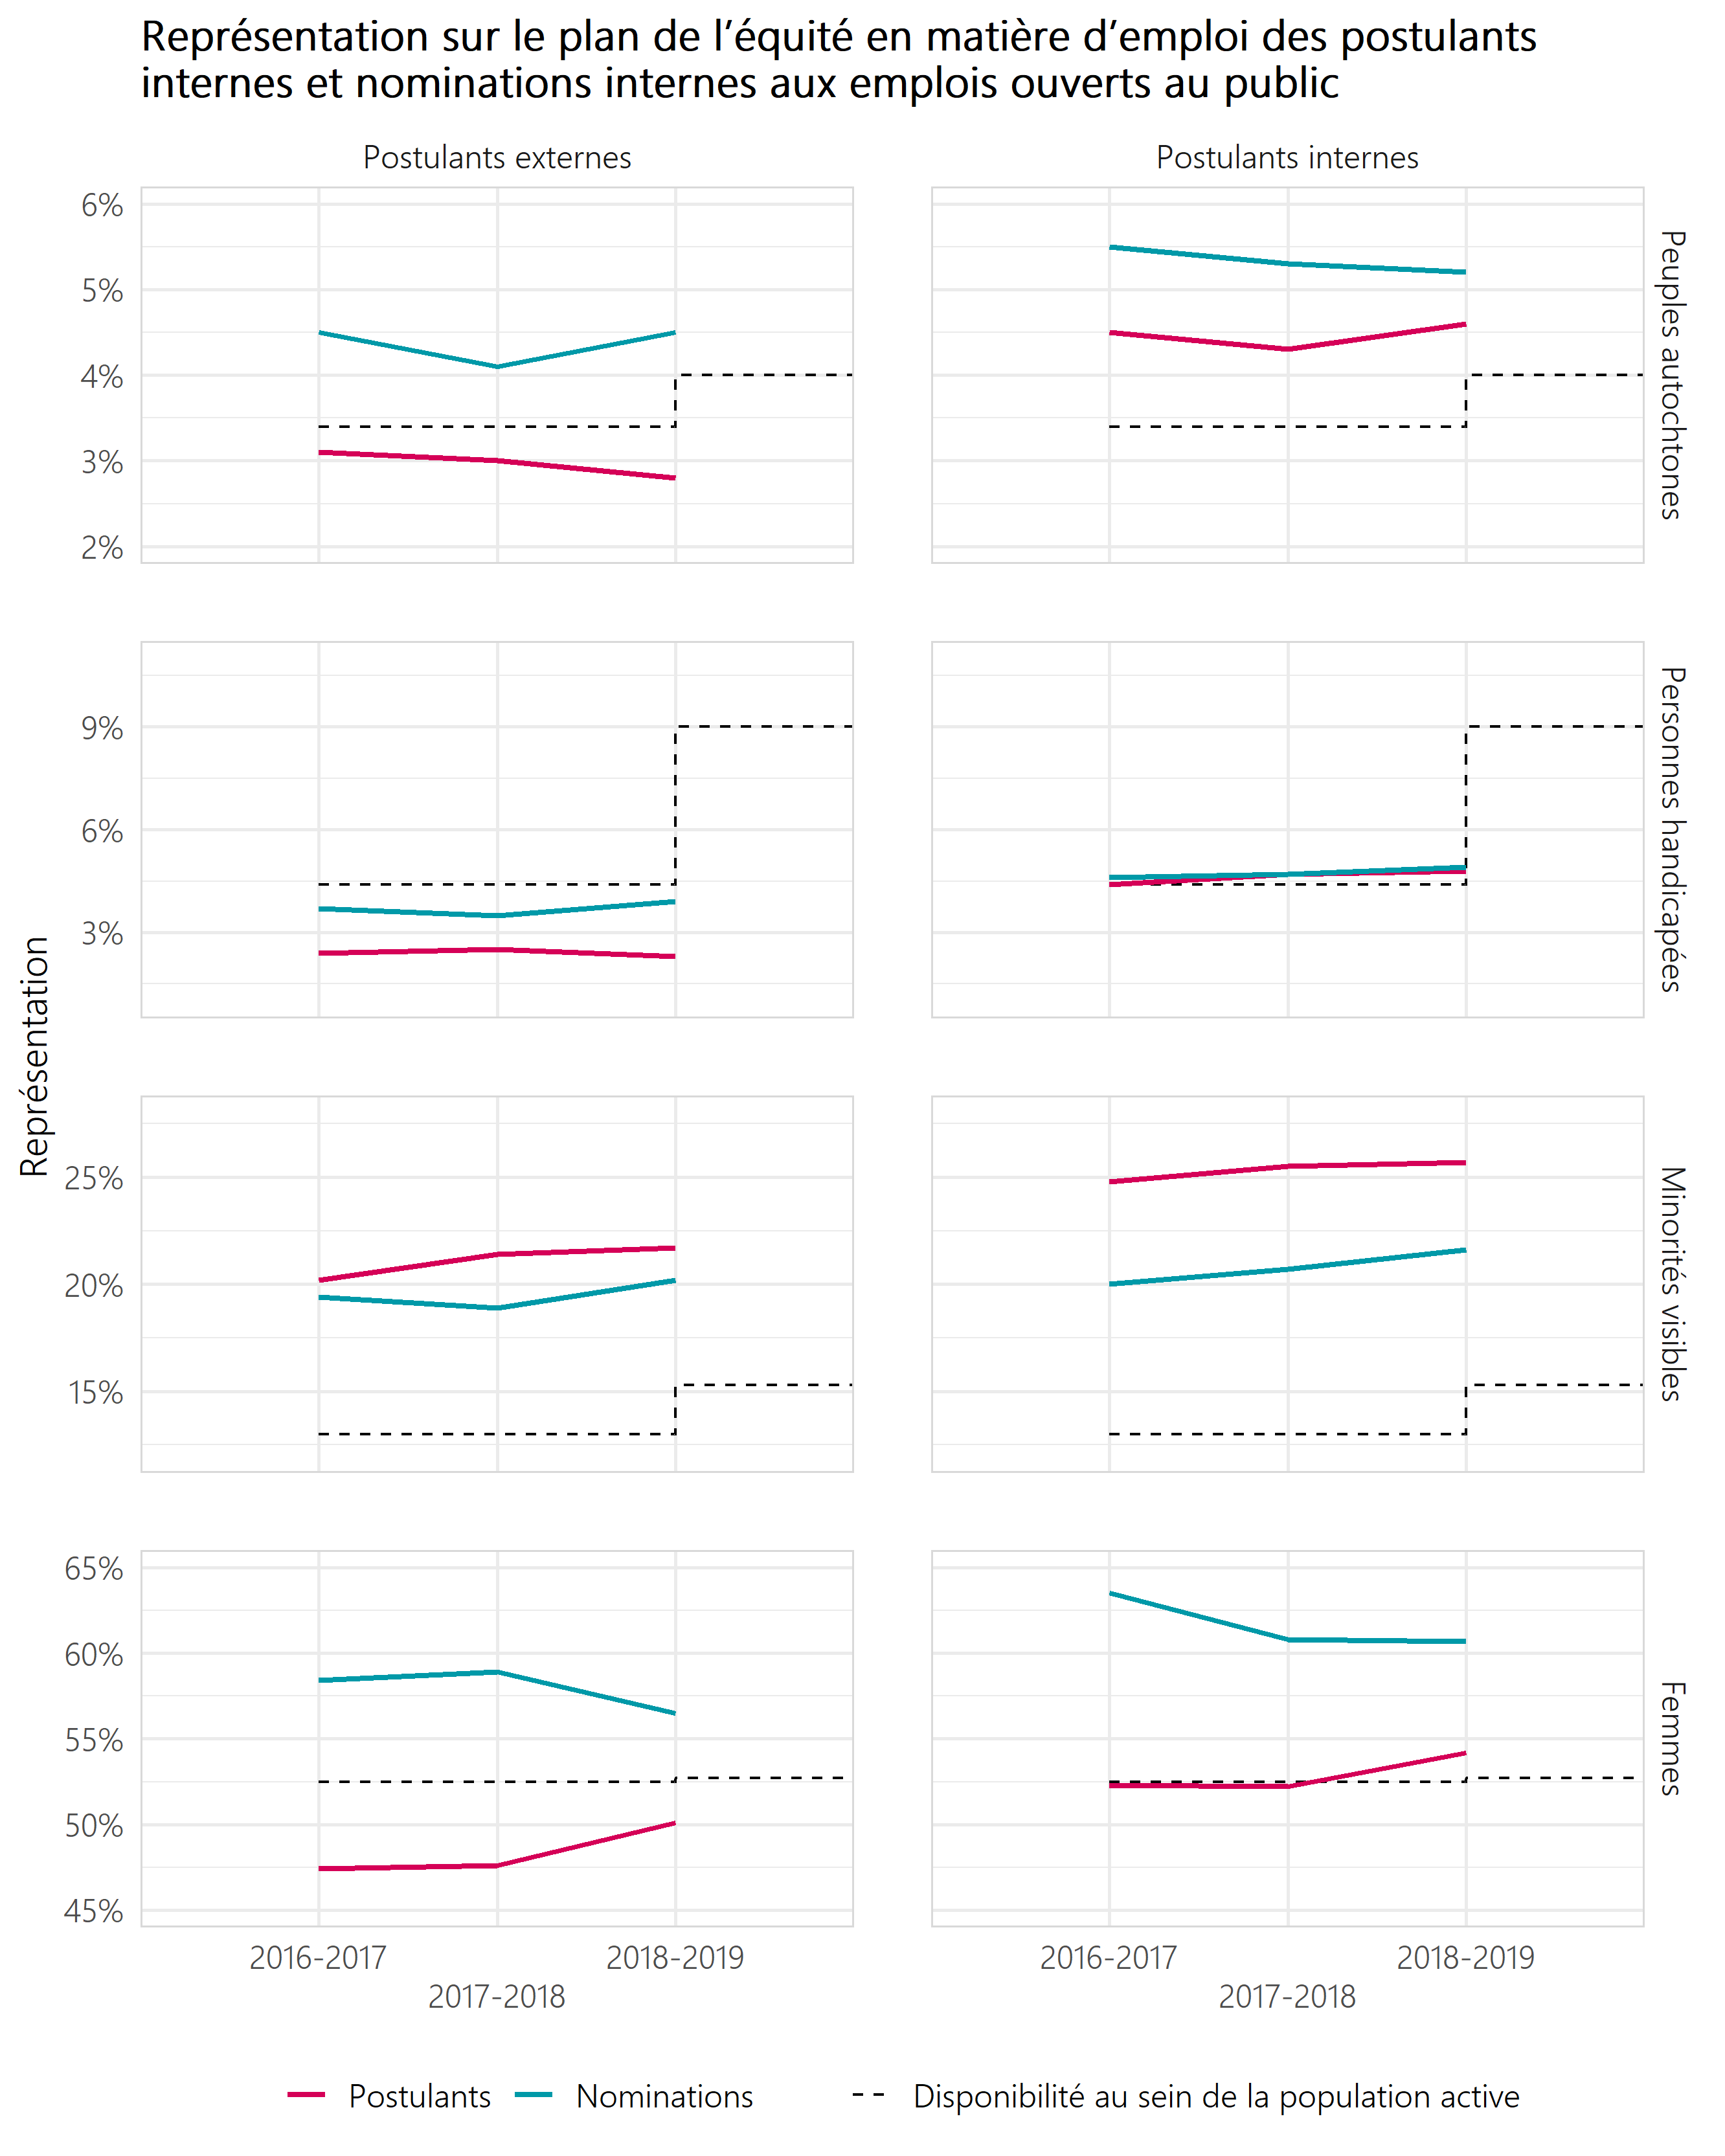 Représentation sur le plan de l’équité en matière d’emploi des postulants
internes et nominations internes aux emplois ouverts au public
Postulants externes
Postulants internes
6%
5%
4%
3%
2%
Peuples autochtones
9%
6%
3%
Personnes handicapées
Représentation
25%
20%
15%
Minorités visibles
65%
60%
55%
50%
45%
Femmes
2016-2017
2017-2018
2018-2019
2016-2017
2017-2018
2018-2019
Postulants
Nominations
Disponibilité au sein de la population active